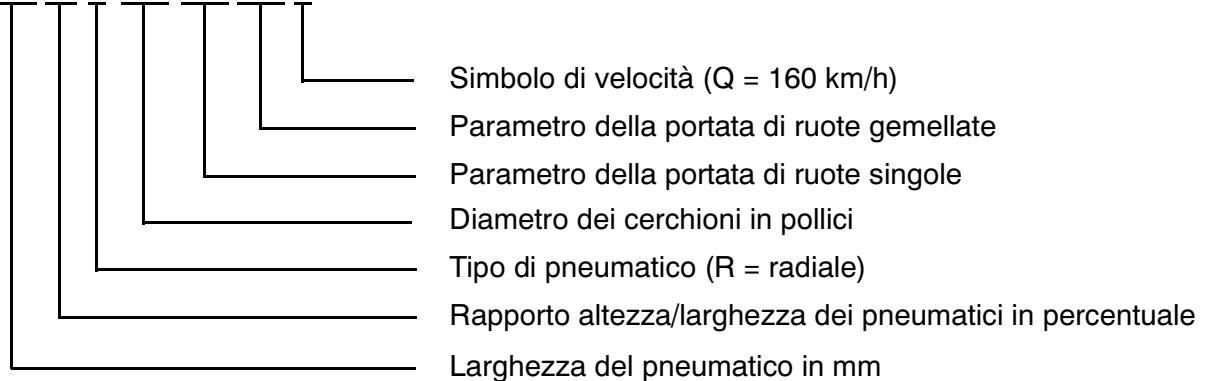 Simbolo di velocità (Q = 160 km/h)
Parametro della portata di ruote gemellate
Parametro della portata di ruote singole
Diametro dei cerchioni in pollici
Tipo di pneumatico (R = radiale)
Rapporto altezza/larghezza dei pneumatici in percentuale
Larghezza del pneumatico in mm